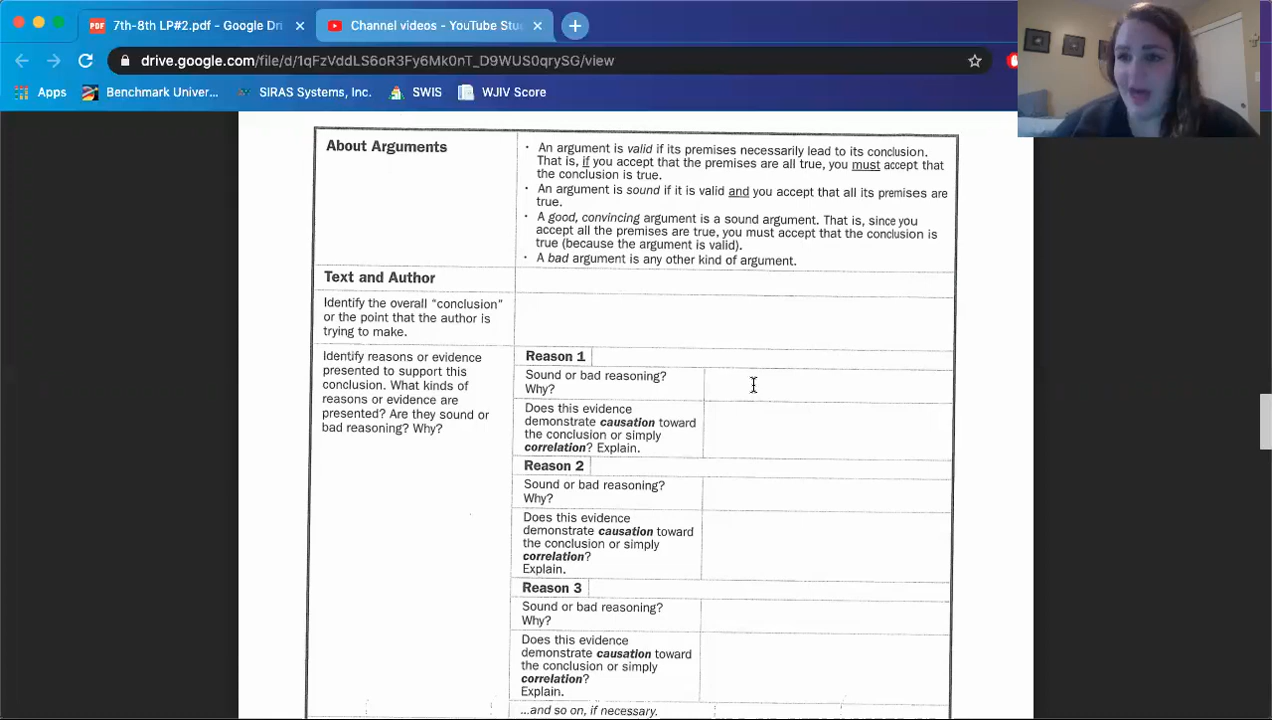 7th-8th LP#2.pdf - Google Dri
Channel videos - YouTube Stu
drive.google.com/file/d/1qFzVddLS6oR3Fy6Mk0nT_D9WUS0qrySG/view
Apps
Benchmark Univer...
SIRAS Systems, Inc.
SWIS
WJIV Score
About Arguments
· An argument is valid if its premises necessarily lead to its conclusion.
That is, if you accept that the premises are all true, you must accept that
the conclusion is true.
· An argument is sound if it is valid and you accept that all its premises are
true.
· A good, convincing argument is a sound argument. That is, since you
accept all the premises are true, you must accept that the conclusion is
true (because the argument is valid).
· A bad argument is any other kind of argument.
Text and Author
Identify the overall "conclusion"
or the point that the author is
trying to make.
Identify reasons or evidence
presented to support this
conclusion. What kinds of
reasons or evidence are
presented? Are they sound or
bad reasoning? Why?
Reason 1
Sound or bad reasoning?
Why?
Does this evidence
demonstrate causation toward
the conclusion or simply
correlation? Explain.
Reason 2
Sound or bad reasoning?
Why?
Does this evidence
demonstrate causation toward
the conclusion or simply
correlation?
Explain.
Reason 3
Sound or bad reasoning?
Why?
Does this evidence
demonstrate causation toward
the conclusion or simply
correlation?
Explain.
...and so on, if necessary.